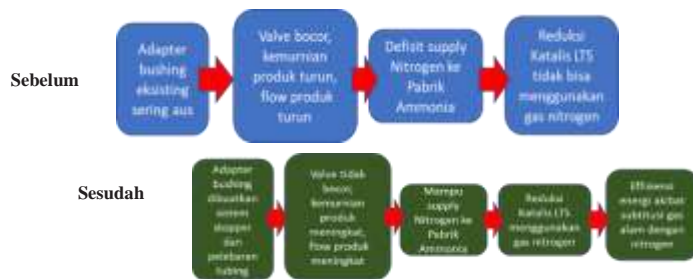 Sebelum
Adapter
bushing
eksisting
sering aus
Valve bocor,
kemurnian
produk turun,
flow produk
turun
Defisit supply
Nitrogen ke
Pabrik
Ammonia
Reduksi
Katalis LTS
tidak bisa
menggunakan
gas nitrogen
Sesudah
Adapter
bushing
dibuatkan
sistem
stopper
dan
pelebaran
tubing
Valve tidak
bocor,
kemurnian
produk
meningkat,
flow produk
meningkat
Mampu
supply
Nitrogen ke
Pabrik
Ammonia
Reduksi
Katalis LTS
menggunakan
gas nitrogen
Effisiensi
energi akibat
subtitusi gas
alam dengan
nitrogen